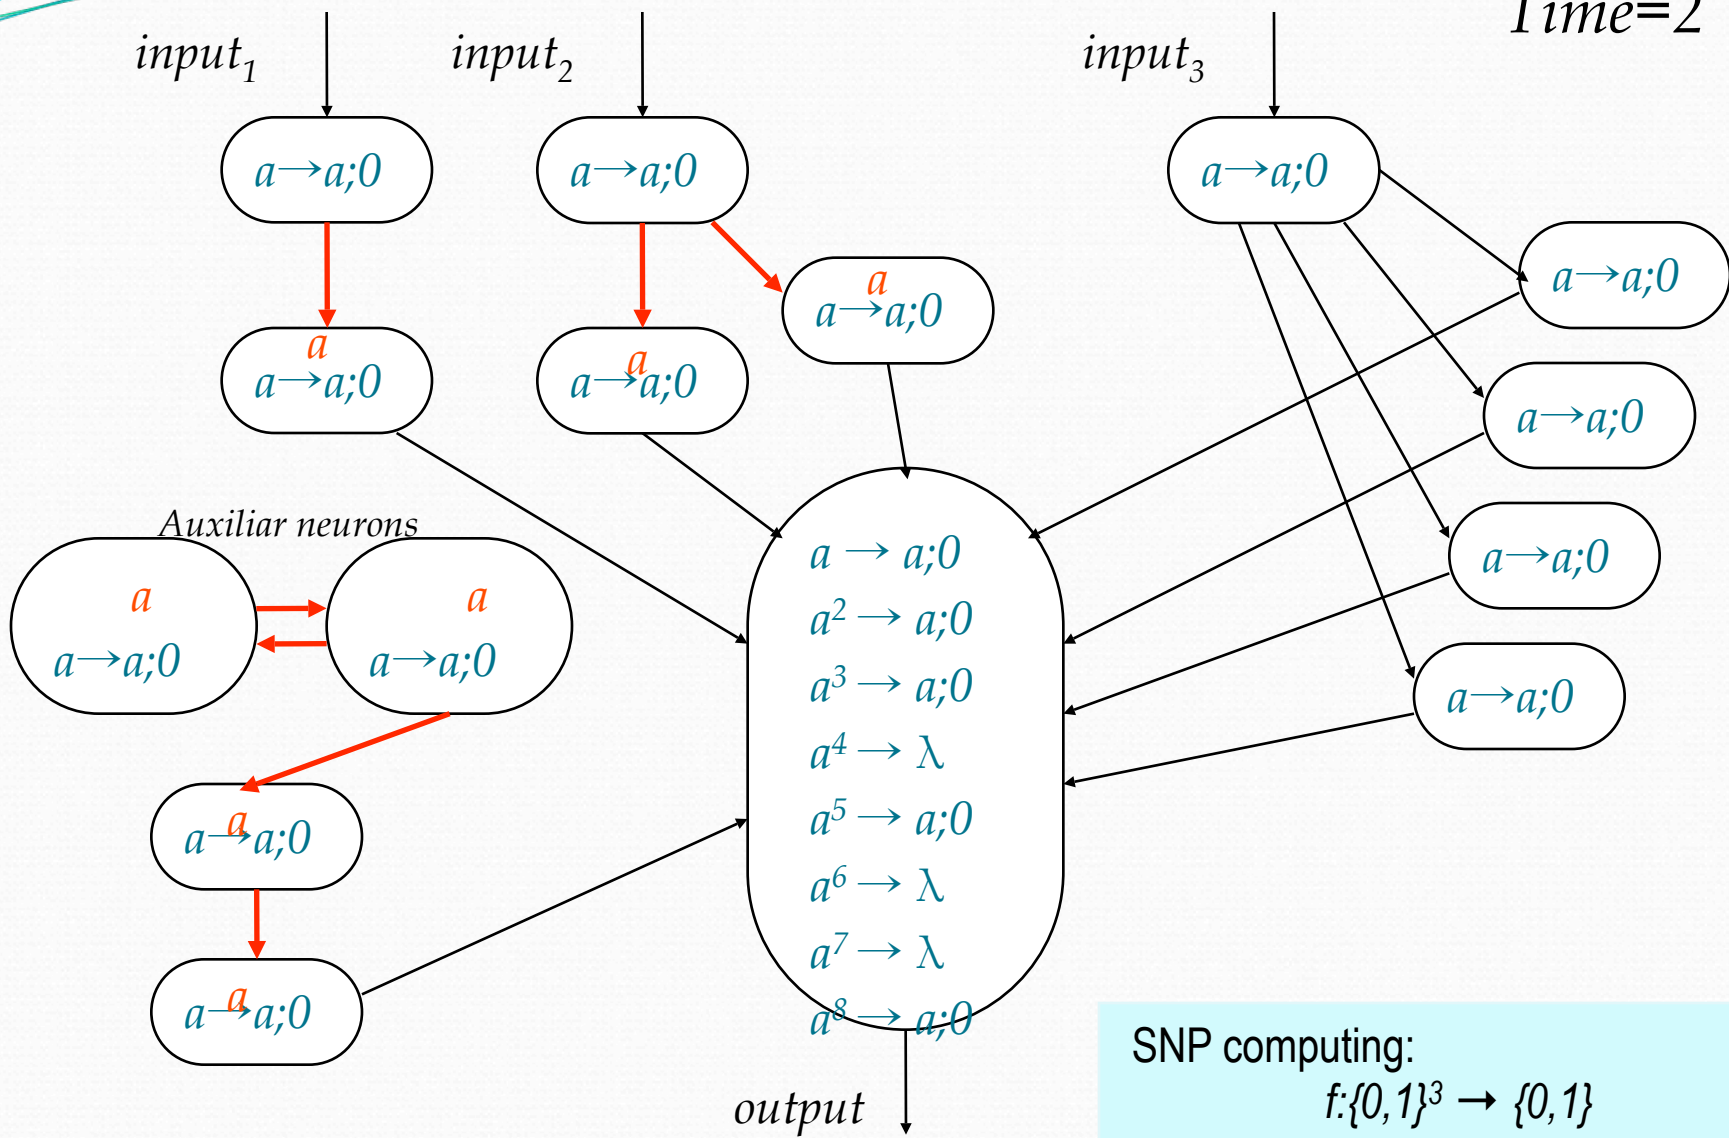 Time=2
input₁
input₂
input₃
a→a;0
a→a;0
a→a;0
a
a→a;0
a→a;0
a
a→a;0
a
a→a;0
a→a;0
Auxiliar neurons
a
a→a;0
a
a→a;0
a → a;0
a² → a;0
a³ → a;0
a⁴ → λ
a⁵ → a;0
a⁶ → λ
a⁷ → λ
a⁸ → a;0
a→a;0
a→a;0
a
a→a;0
a
a→a;0
output
SNP computing:
f:{0,1}³ → {0,1}